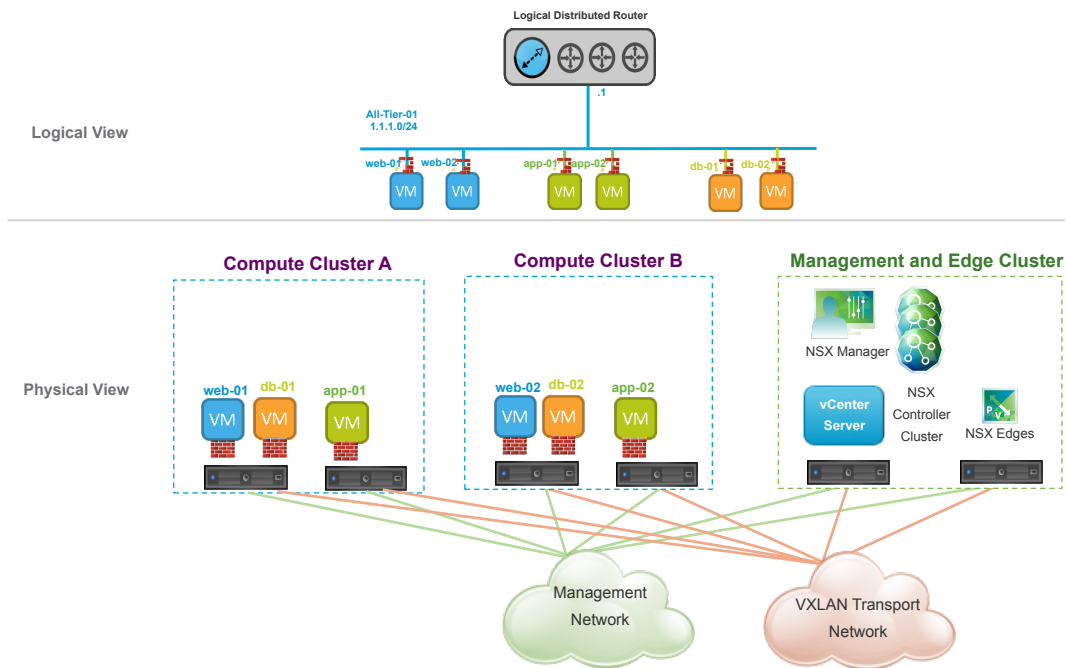 Logical Distributed Router
.1
All-Tier-01
1.1.1.0/24
Logical View
web-01
web-02
app-01
app-02
db-01
db-02
VM
VM
VM
VM
VM
VM
Compute Cluster A
Compute Cluster B
Management and Edge Cluster
NSX Manager
Physical View
web-01
db-01
app-01
web-02
db-02
app-02
VM
VM
VM
VM
VM
VM
vCenter
Server
NSX
Controller
Cluster
P
V
NSX Edges
Management
Network
VXLAN Transport
Network